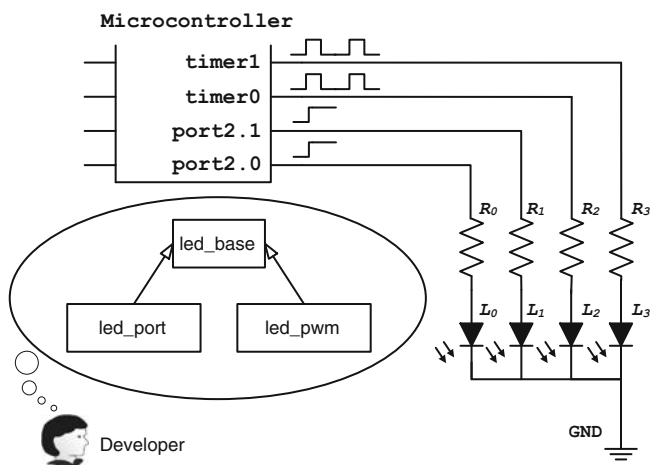 Microcontroller
timer1
timer0
port2.1
port2.0
R0 R1 R2 R3
led_base
led_port led_pwm
L0 L1 L2 L3
GND
Developer